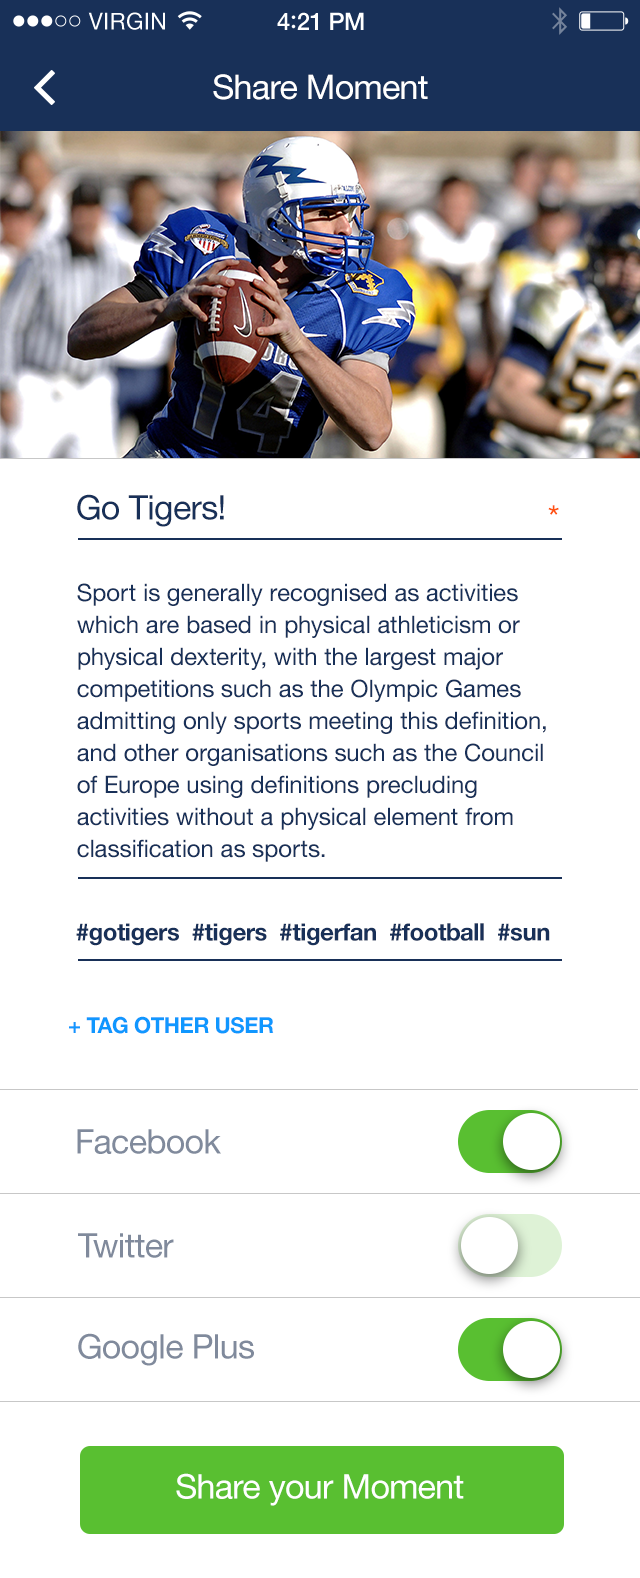 VIRGIN 4:21 PM
Share Moment
14
Go Tigers! *
Sport is generally recognised as activities
which are based in physical athleticism or
physical dexterity, with the largest major
competitions such as the Olympic Games
admitting only sports meeting this definition,
and other organisations such as the Council
of Europe using definitions precluding
activities without a physical element from
classification as sports.
#gotigers #tigers #tigerfan #football #sun
+ TAG OTHER USER
Facebook
Twitter
Google Plus
Share your Moment